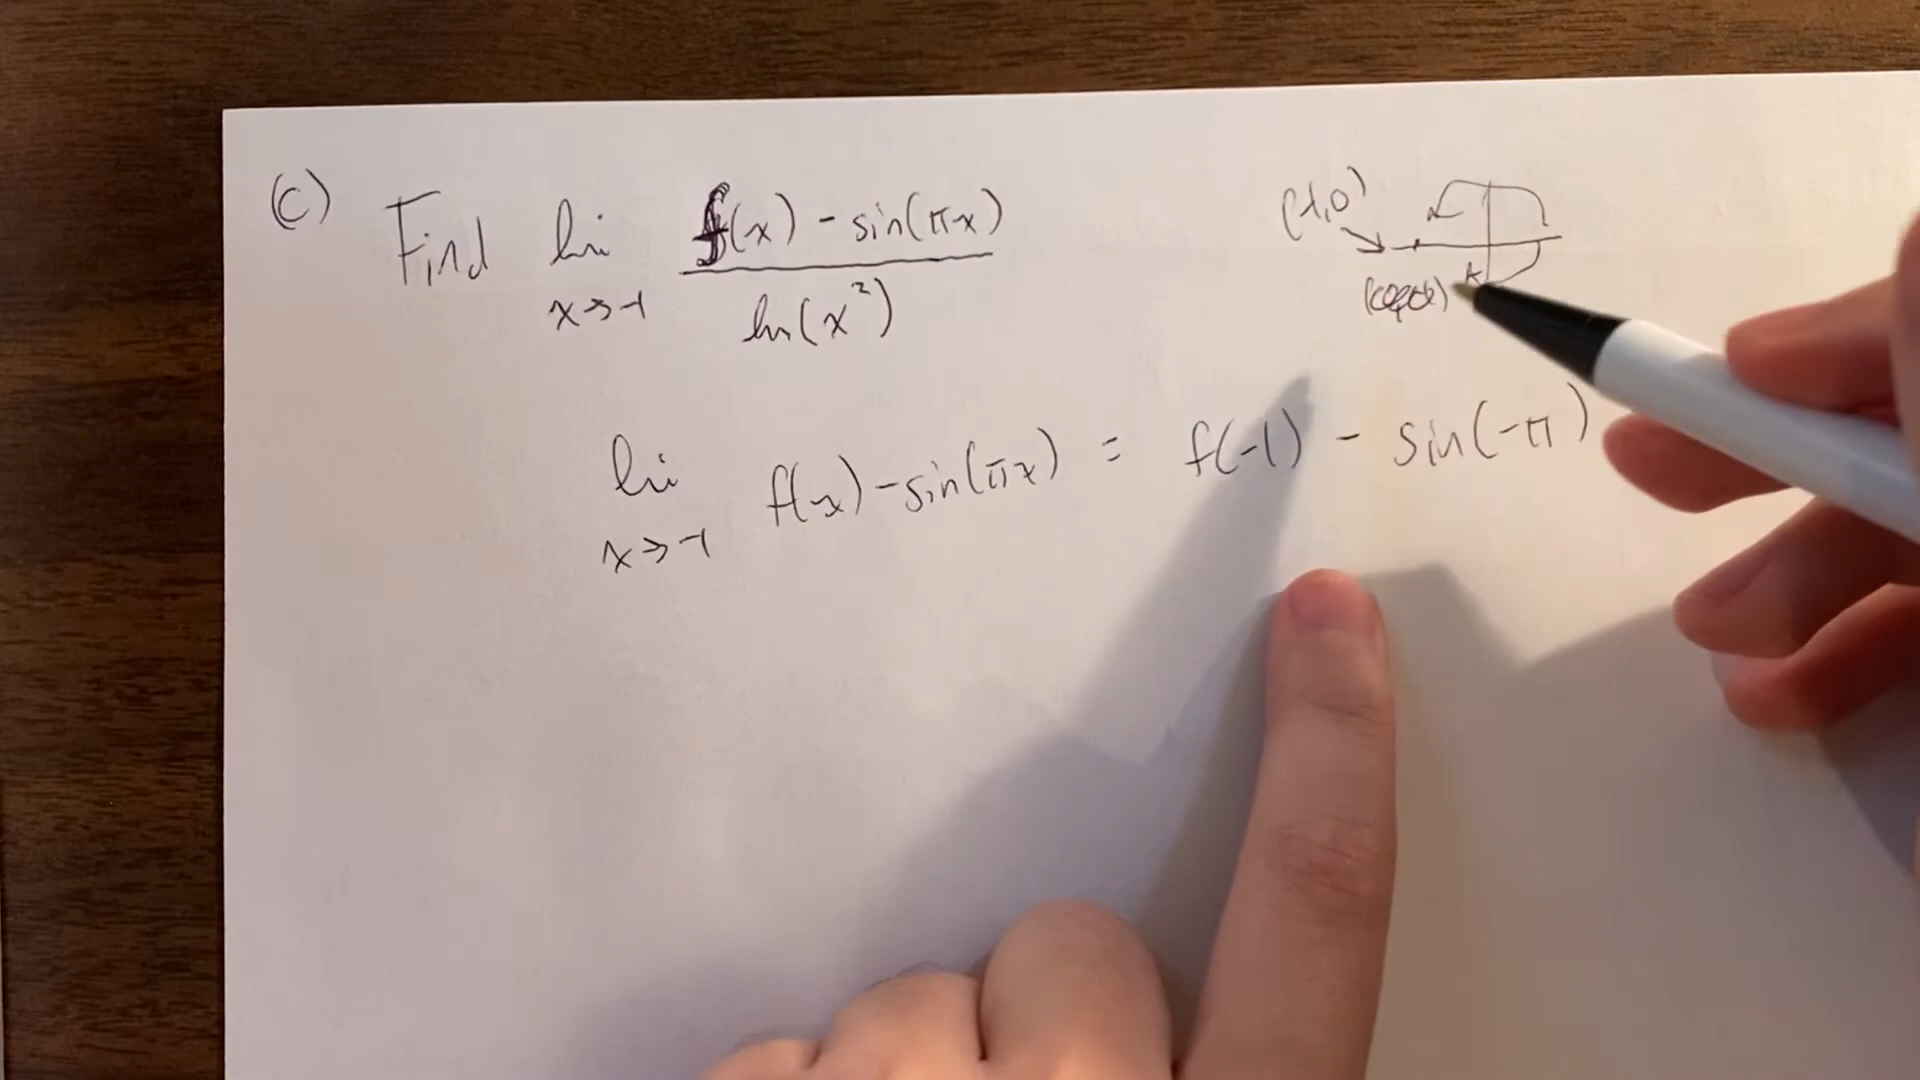 (c) Find lim x→-1 f(x) - sin(πx) / ln(x²)
(-1,0)
lim x→-1 f(x) - sin(πx) = f(-1) - sin(-π)